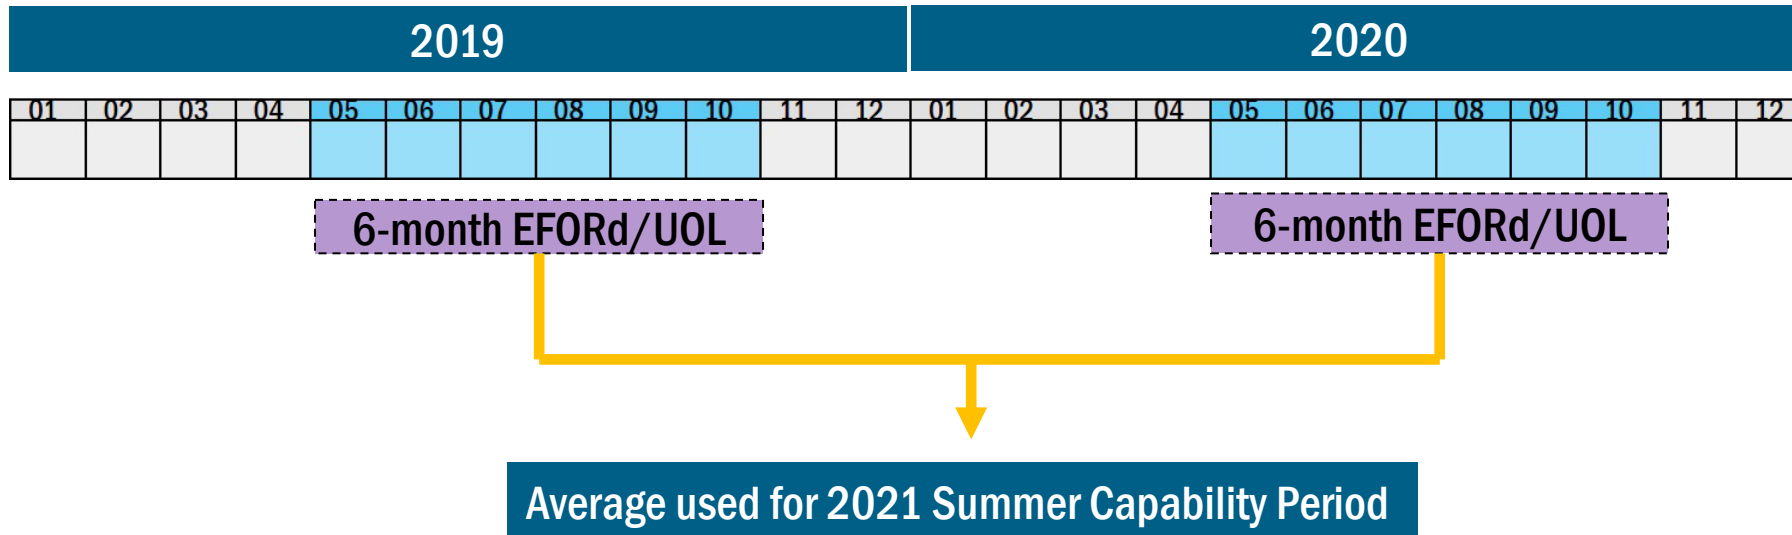 2019 2020
01 02 03 04 05 06 07 08 09 10 11 12 01 02 03 04 05 06 07 08 09 10 11 12
6-month EFORd/UOL 6-month EFORd/UOL
Average used for 2021 Summer Capability Period